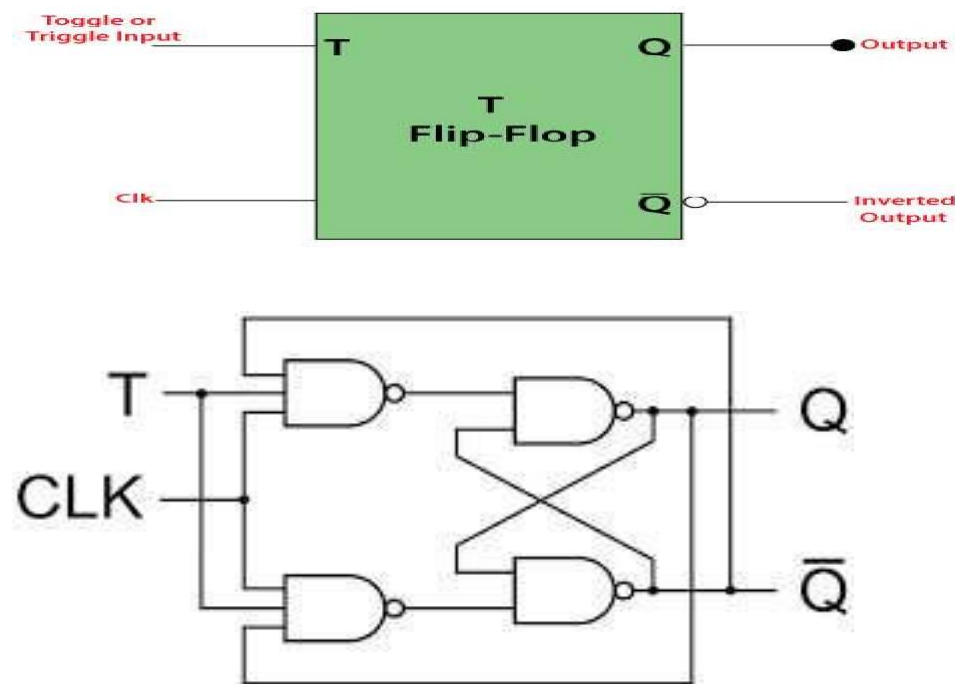 Toggle or
Triggle Input
T
Q
Output
T
Flip-Flop
Clk
Q̅
Inverted
Output
T
Q
CLK
Q̅